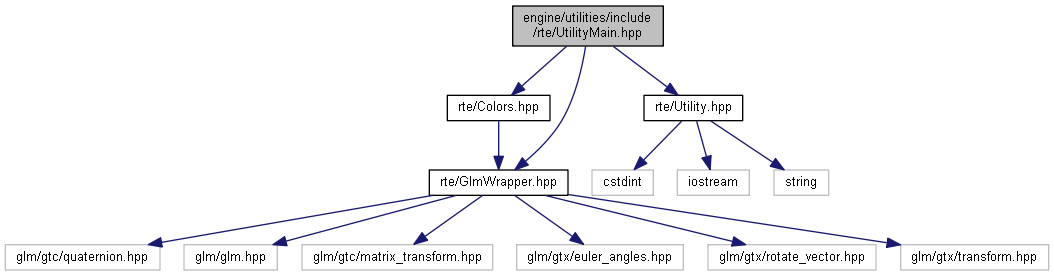 engine/utilities/include
/rte/UtilityMain.hpp
rte/Colors.hpp
rte/Utility.hpp
rte/GlmWrapper.hpp
cstdint
iostream
string
glm/gtc/quaternion.hpp
glm/glm.hpp
glm/gtc/matrix_transform.hpp
glm/gtx/euler_angles.hpp
glm/gtx/rotate_vector.hpp
glm/gtx/transform.hpp